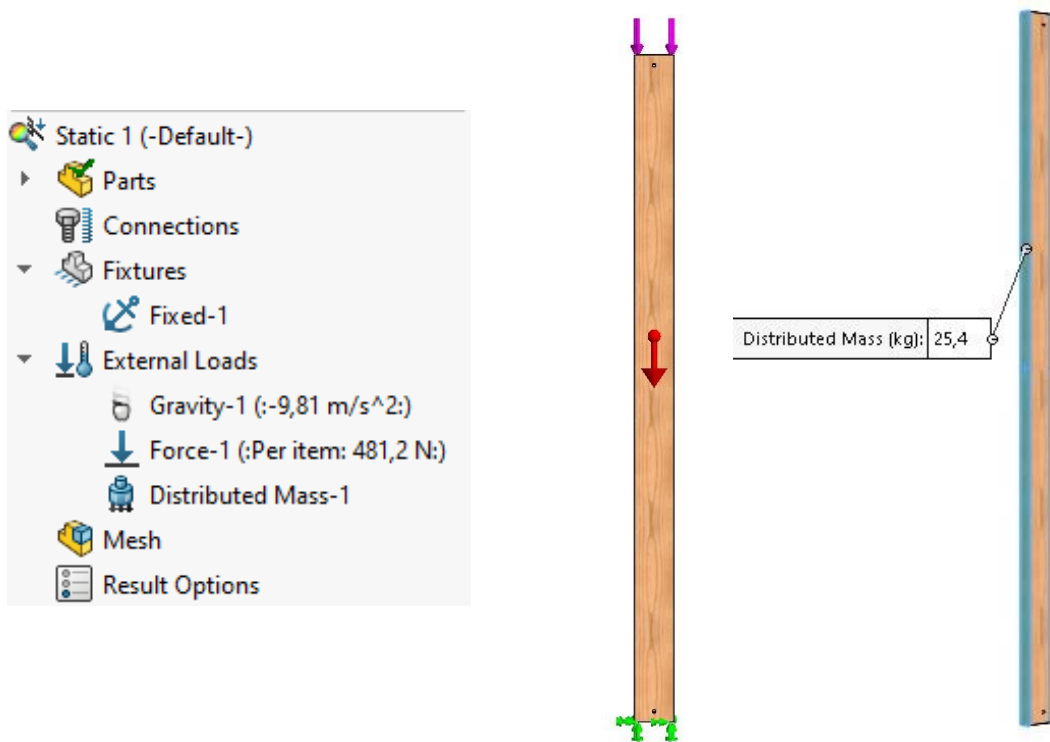 Static 1 (-Default-)
Parts
Connections
Fixtures
Fixed-1
External Loads
Gravity-1 (:-9,81 m/s^2:)
Force-1 (:Per item: 481,2 N:)
Distributed Mass-1
Mesh
Result Options
Distributed Mass (kg): 25,4